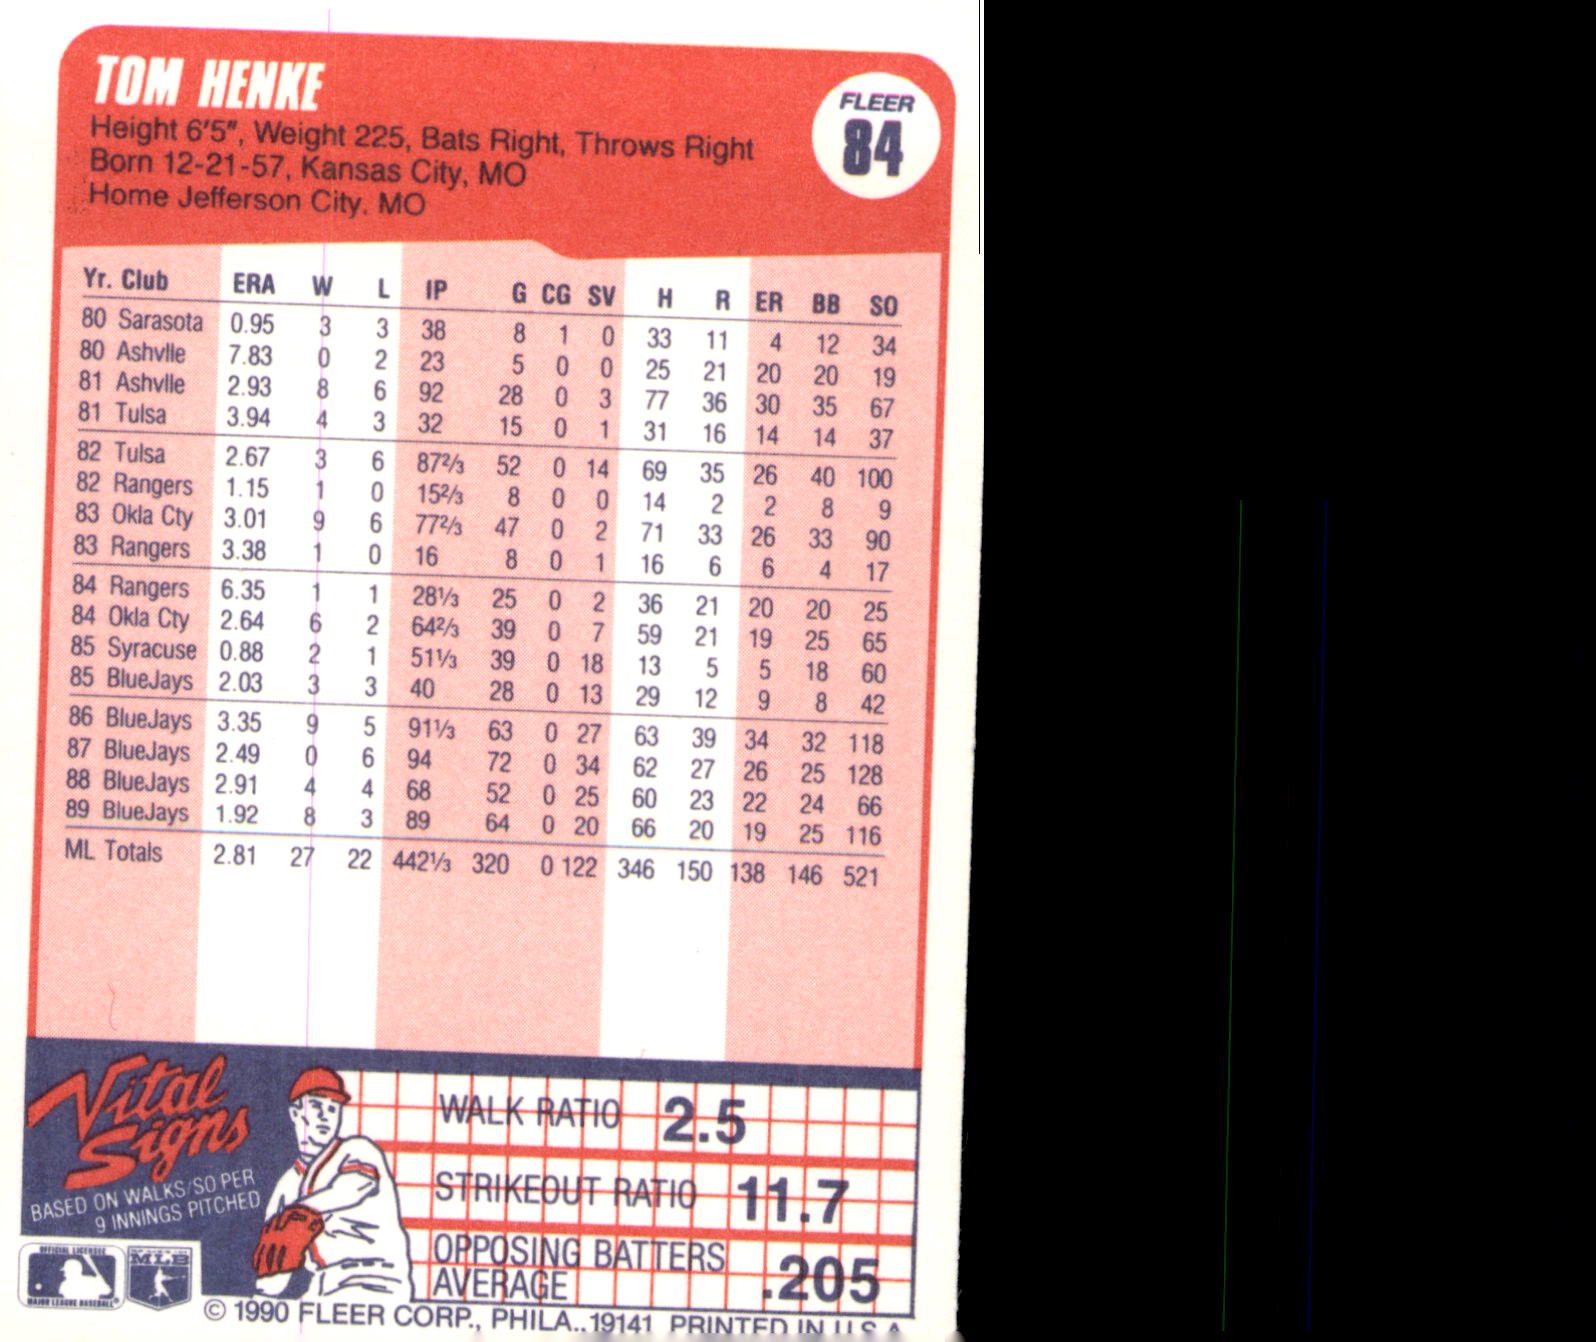 TOM HENKE
Height 6'5", Weight 225, Bats Right, Throws Right
Born 12-21-57, Kansas City, MO
Home Jefferson City, MO
FLEER
84
Yr. Club ERA W L IP G CG SV H R ER BB SO
80 Sarasota 0.95 3 3 38 8 1 0 33 11 4 12 34
80 Ashvlle 7.83 0 2 23 5 0 0 25 21 20 20 19
81 Ashvlle 2.93 8 6 92 28 0 3 77 36 30 35 67
81 Tulsa 3.94 4 3 32 15 0 1 31 16 14 14 37
82 Tulsa 2.67 3 6 87⅔ 52 0 14 69 35 26 40 100
82 Rangers 1.15 1 0 15⅔ 8 0 0 14 2 2 8 9
83 Okla Cty 3.01 9 6 77⅔ 47 0 2 71 33 26 33 90
83 Rangers 3.38 1 0 16 8 0 1 16 6 6 4 17
84 Rangers 6.35 1 1 28⅓ 25 0 2 36 21 20 20 25
84 Okla Cty 2.64 6 2 64⅔ 39 0 7 59 21 19 25 65
85 Syracuse 0.88 2 1 51⅓ 39 0 18 13 5 5 18 60
85 BlueJays 2.03 3 3 40 28 0 13 29 12 9 8 42
86 BlueJays 3.35 9 5 91⅓ 63 0 27 63 39 34 32 118
87 BlueJays 2.49 0 6 94 72 0 34 62 27 26 25 128
88 BlueJays 2.91 4 4 68 52 0 25 60 23 22 24 66
89 BlueJays 1.92 8 3 89 64 0 20 66 20 19 25 116
ML Totals 2.81 27 22 442⅓ 320 0 122 346 150 138 146 521
Vital
Signs
BASED ON WALKS/SO PER
9 INNINGS PITCHED
WALK RATIO 2.5
STRIKEOUT RATIO 11.7
OPPOSING BATTERS
AVERAGE .205
OFFICIAL LICENSEE
MAJOR LEAGUE BASEBALL
MLB
© 1990 FLEER CORP., PHILA., 19141 PRINTED IN U.S.A.